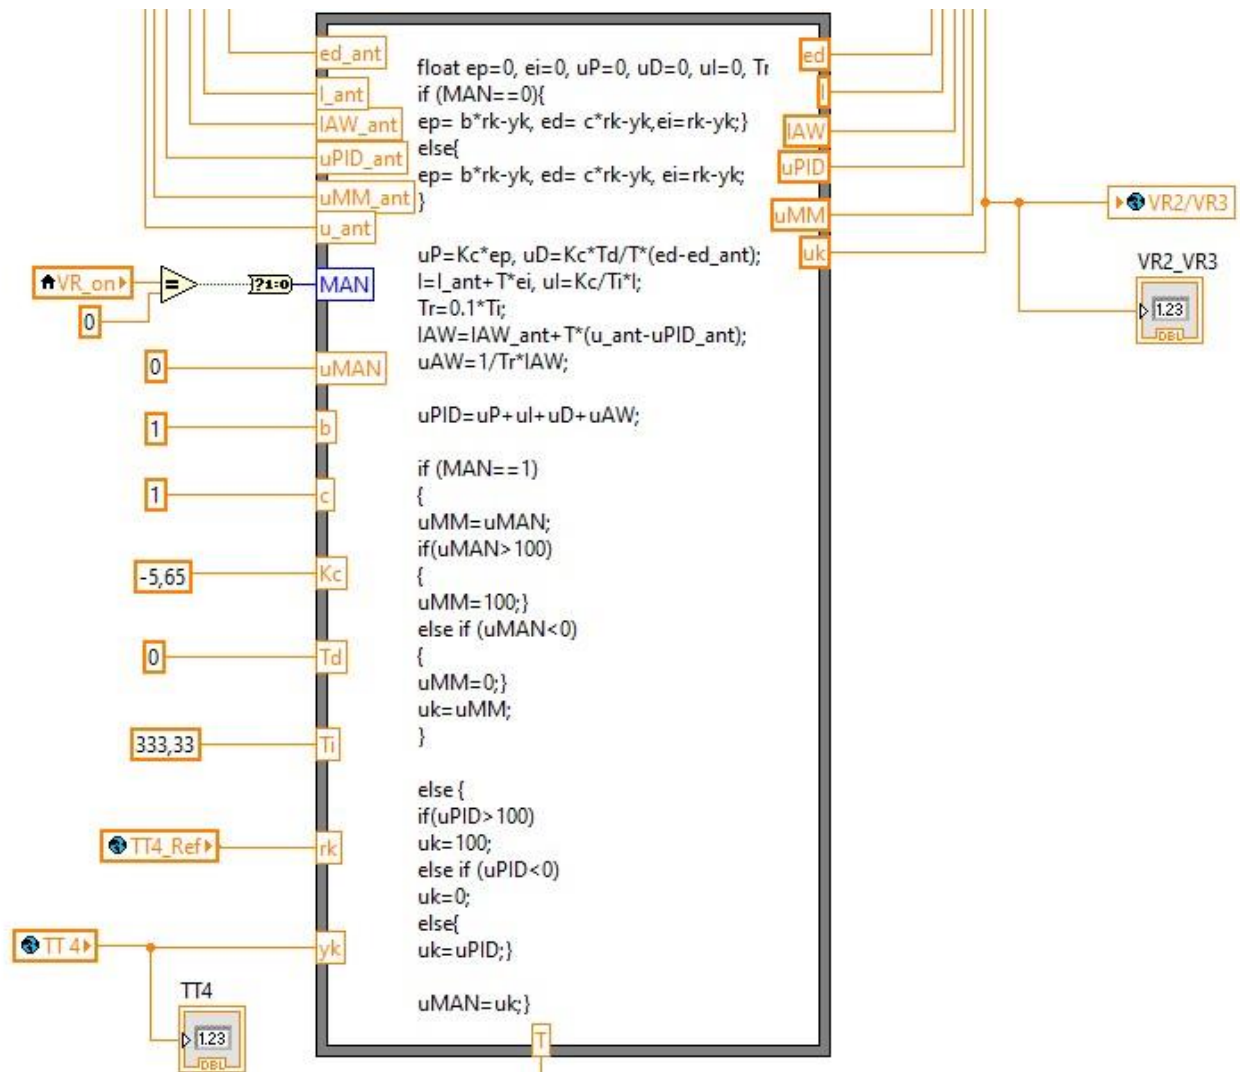 ed_ant
I_ant
IAW_ant
uPID_ant
uMM_ant
u_ant
VR_on
=
0
?1:0
MAN
0
uMAN
1
b
1
c
-5,65
Kc
0
Td
333,33
Ti
TT4_Ref
rk
TT 4
yk
TT4
1.23
DBL
float ep=0, ei=0, uP=0, uD=0, uI=0, Tr
if (MAN==0){
ep= b*rk-yk, ed= c*rk-yk,ei=rk-yk;}
else{
ep= b*rk-yk, ed= c*rk-yk, ei=rk-yk;
}
uP=Kc*ep, uD=Kc*Td/T*(ed-ed_ant);
I=I_ant+T*ei, uI=Kc/Ti*I;
Tr=0.1*Ti;
IAW=IAW_ant+T*(u_ant-uPID_ant);
uAW=1/Tr*IAW;
uPID=uP+uI+uD+uAW;
if (MAN==1)
{
uMM=uMAN;
if(uMAN>100)
{
uMM=100;}
else if (uMAN<0)
{
uMM=0;}
uk=uMM;
}
else {
if(uPID>100)
uk=100;
else if (uPID<0)
uk=0;
else{
uk=uPID;}
uMAN=uk;}
T
ed
I
IAW
uPID
uMM
uk
VR2/VR3
VR2_VR3
1.23
DBL